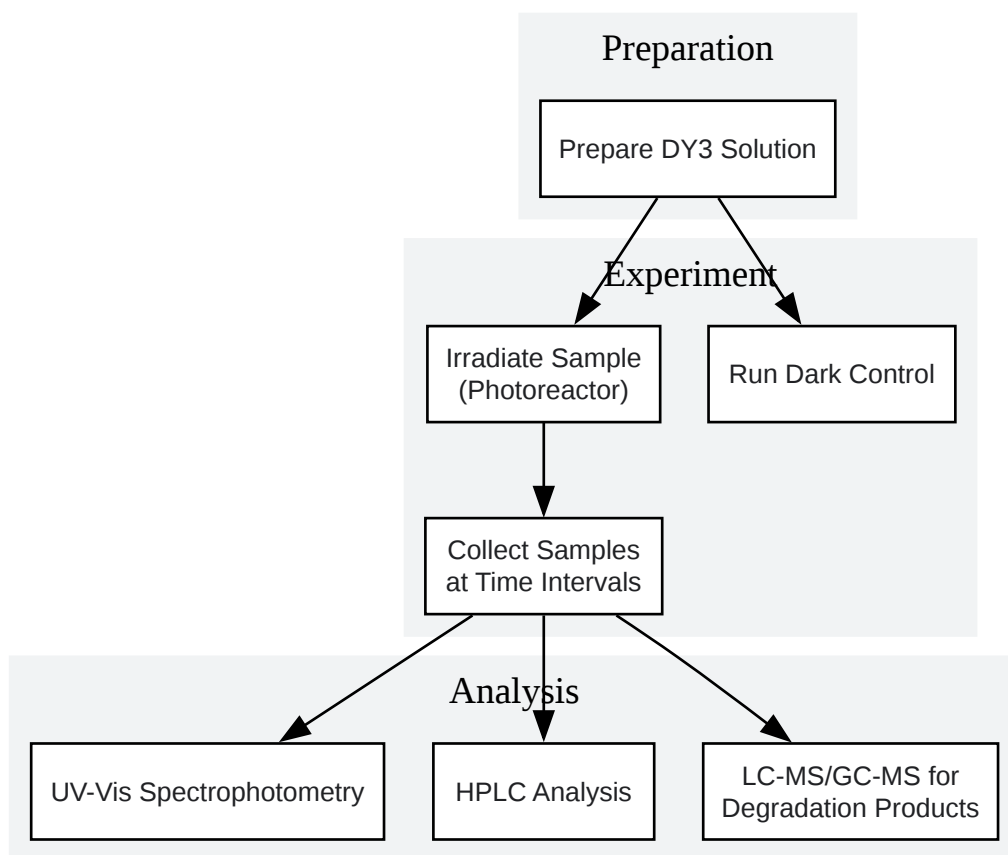 Preparation
Prepare DY3 Solution
Experiment
Irradiate Sample
(Photoreactor)
Run Dark Control
Collect Samples
at Time Intervals
Analysis
UV-Vis Spectrophotometry
HPLC Analysis
LC-MS/GC-MS for
Degradation Products